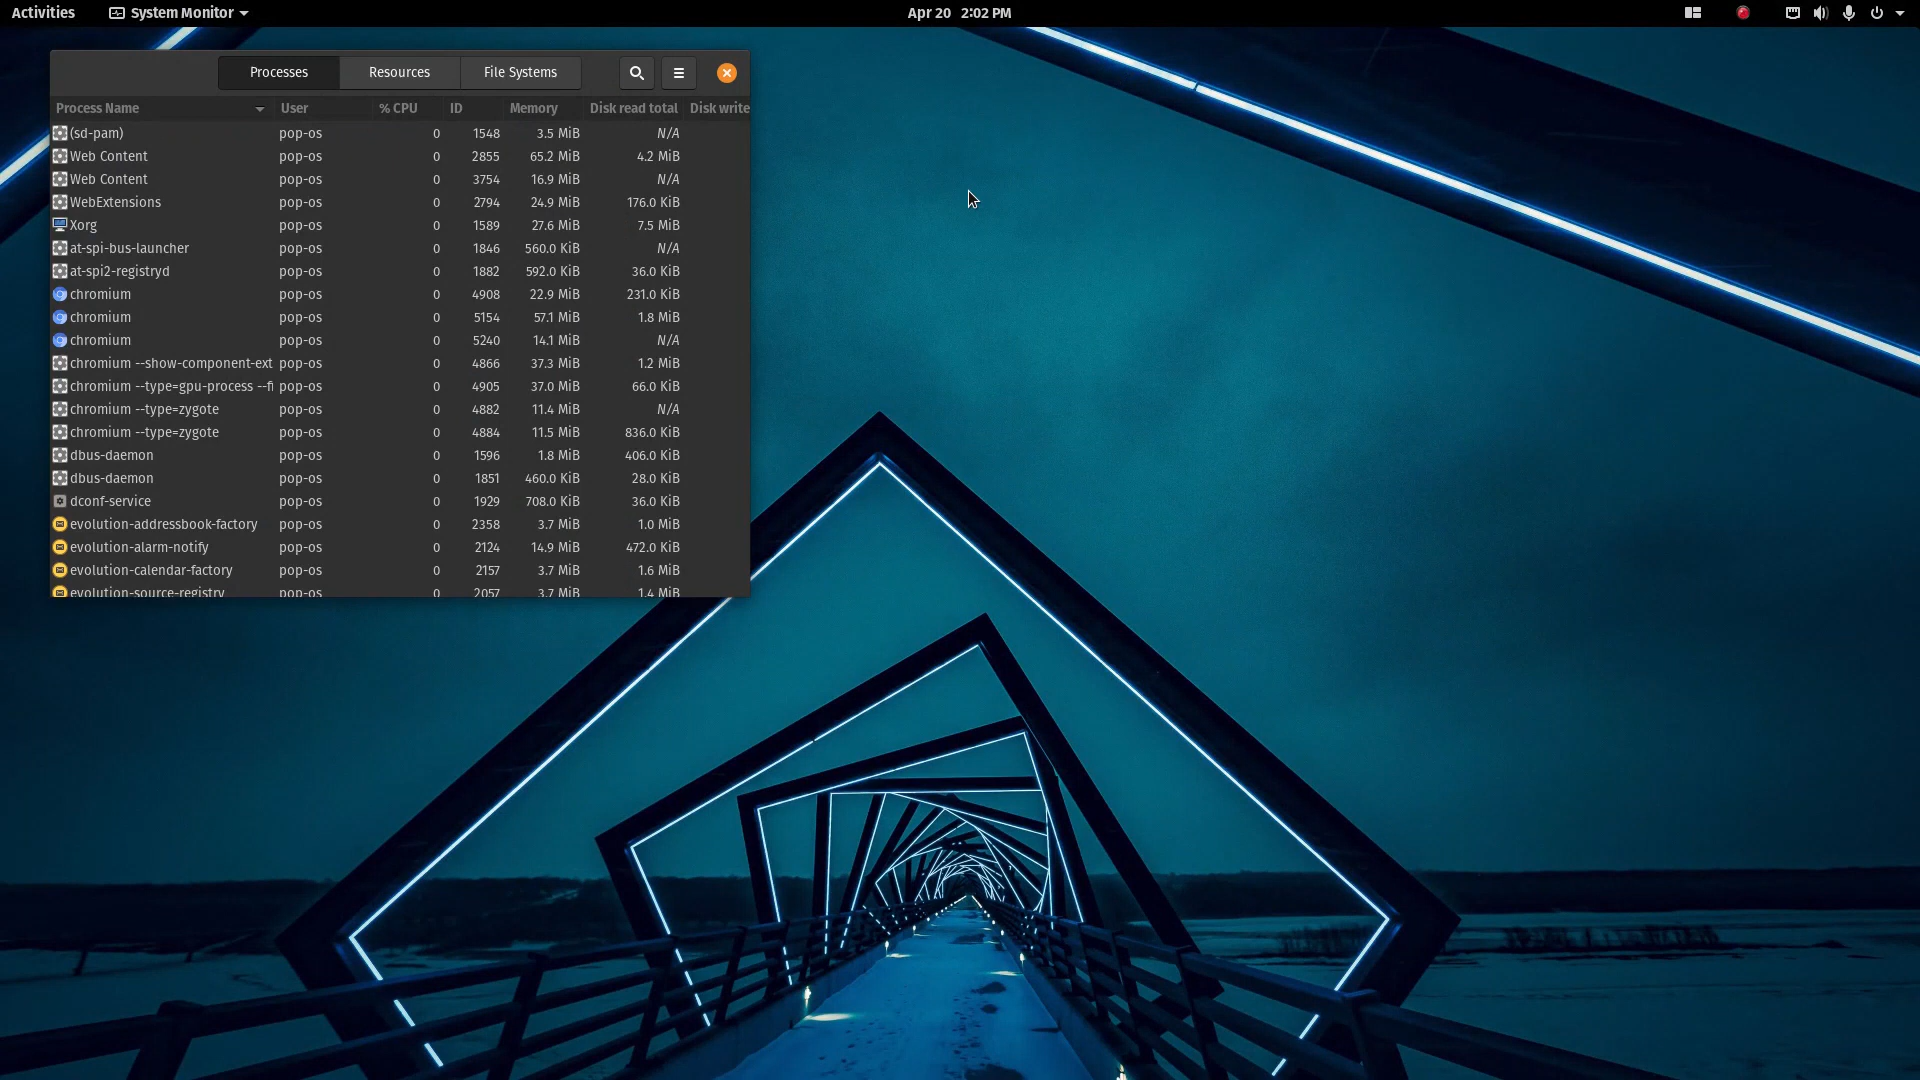 Activities System Monitor Apr 20 2:02 PM
Processes Resources File Systems
Process Name User % CPU ID Memory Disk read total Disk write
(sd-pam) pop-os 0 1548 3.5 MiB N/A
Web Content pop-os 0 2855 65.2 MiB 4.2 MiB
Web Content pop-os 0 3754 16.9 MiB N/A
WebExtensions pop-os 0 2794 24.9 MiB 176.0 KiB
Xorg pop-os 0 1589 27.6 MiB 7.5 MiB
at-spi-bus-launcher pop-os 0 1846 560.0 KiB N/A
at-spi2-registryd pop-os 0 1882 592.0 KiB 36.0 KiB
chromium pop-os 0 4908 22.9 MiB 231.0 KiB
chromium pop-os 0 5154 57.1 MiB 1.8 MiB
chromium pop-os 0 5240 14.1 MiB N/A
chromium --show-component-ext pop-os 0 4866 37.3 MiB 1.2 MiB
chromium --type=gpu-process --fi pop-os 0 4905 37.0 MiB 66.0 KiB
chromium --type=zygote pop-os 0 4882 11.4 MiB N/A
chromium --type=zygote pop-os 0 4884 11.5 MiB 836.0 KiB
dbus-daemon pop-os 0 1596 1.8 MiB 406.0 KiB
dbus-daemon pop-os 0 1851 460.0 KiB 28.0 KiB
dconf-service pop-os 0 1929 708.0 KiB 36.0 KiB
evolution-addressbook-factory pop-os 0 2358 3.7 MiB 1.0 MiB
evolution-alarm-notify pop-os 0 2124 14.9 MiB 472.0 KiB
evolution-calendar-factory pop-os 0 2157 3.7 MiB 1.6 MiB
evolution-source-registry pop-os 0 2057 3.7 MiB 1.4 MiB